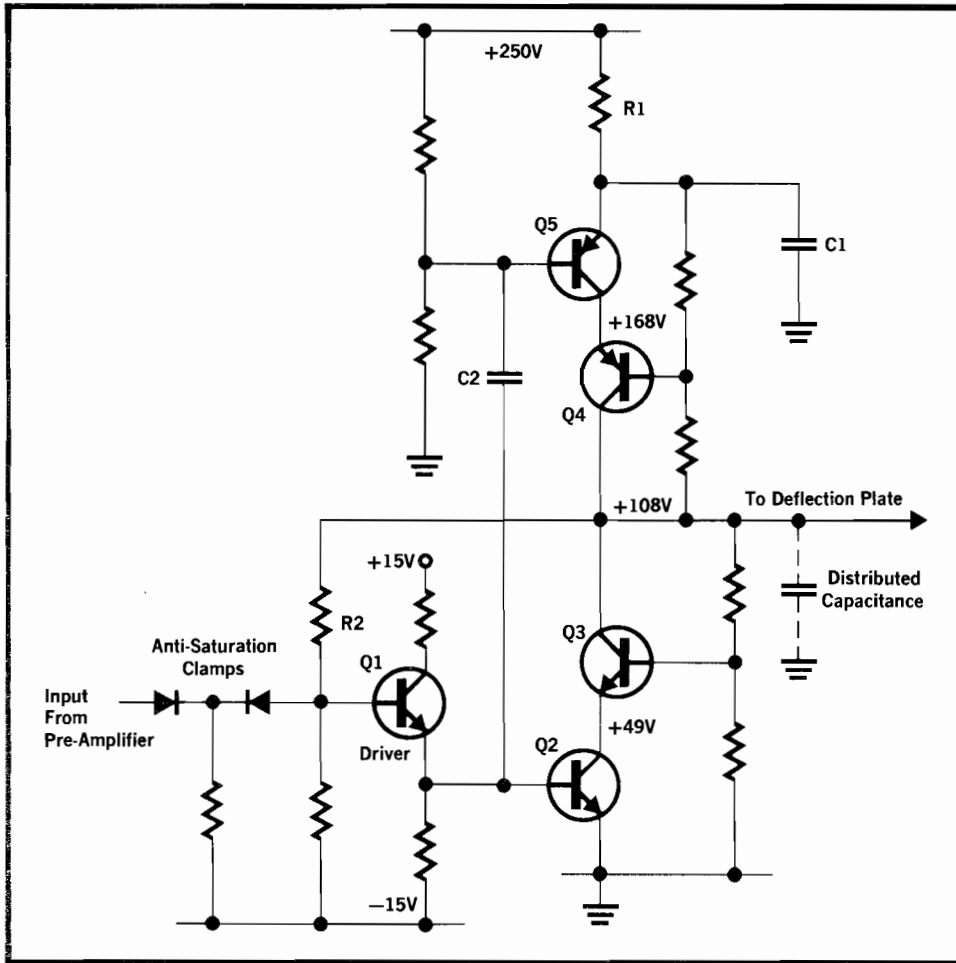 +250V
R1
Q5
C1
+168V
C2
Q4
+108V
To Deflection Plate
+15V
Distributed
Capacitance
R2
Q3
Anti-Saturation
Clamps
Q1
Input
From
Pre-Amplifier
+49V
Driver
Q2
−15V